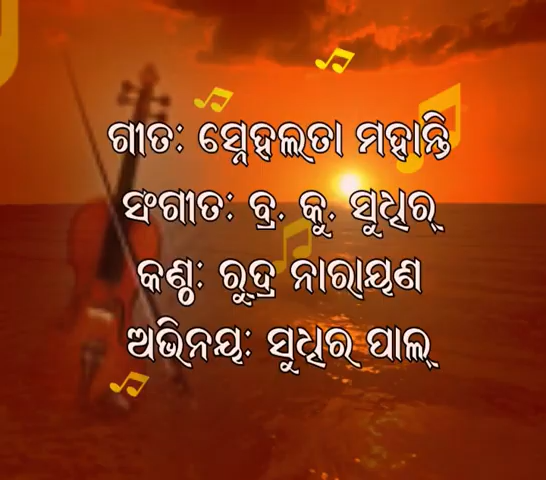 ଗୀତ: ସ୍ନେହଲତା ମହାନ୍ତି
ସଂଗୀତ: ବ୍ର. କୁ. ସୁଧିର୍
କଣ୍ଠ: ରୁଦ୍ର ନାରାୟଣ
ଅଭିନୟ: ସୁଧିର ପାଲ୍